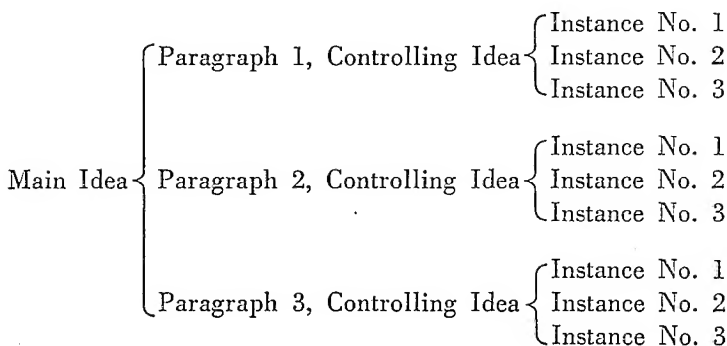 Instance No. 1
Paragraph 1, Controlling Idea Instance No. 2
Instance No. 3
Instance No. 1
Main Idea Paragraph 2, Controlling Idea Instance No. 2
Instance No. 3
Instance No. 1
Paragraph 3, Controlling Idea Instance No. 2
Instance No. 3